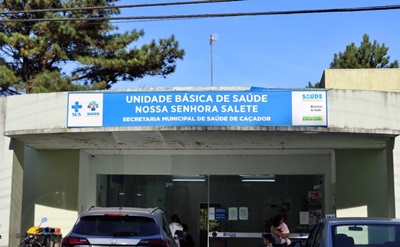 UNIDADE BÁSICA DE SAÚDE
NOSSA SENHORA SALETE
SECRETARIA MUNICIPAL DE SAÚDE DE CAÇADOR
SUS
SAÚDE